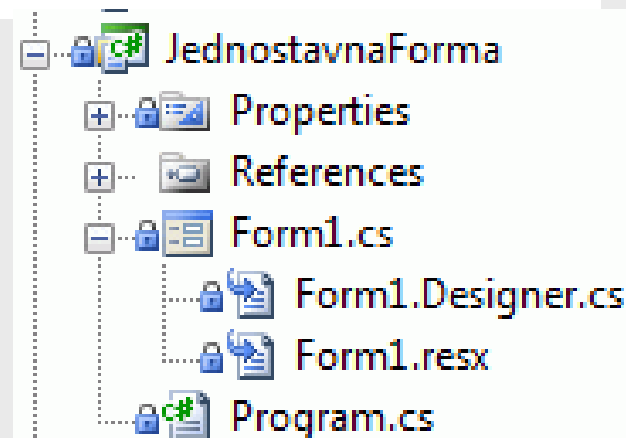 JednostavnaForma
Properties
References
Form1.cs
Form1.Designer.cs
Form1.resx
C# Program.cs